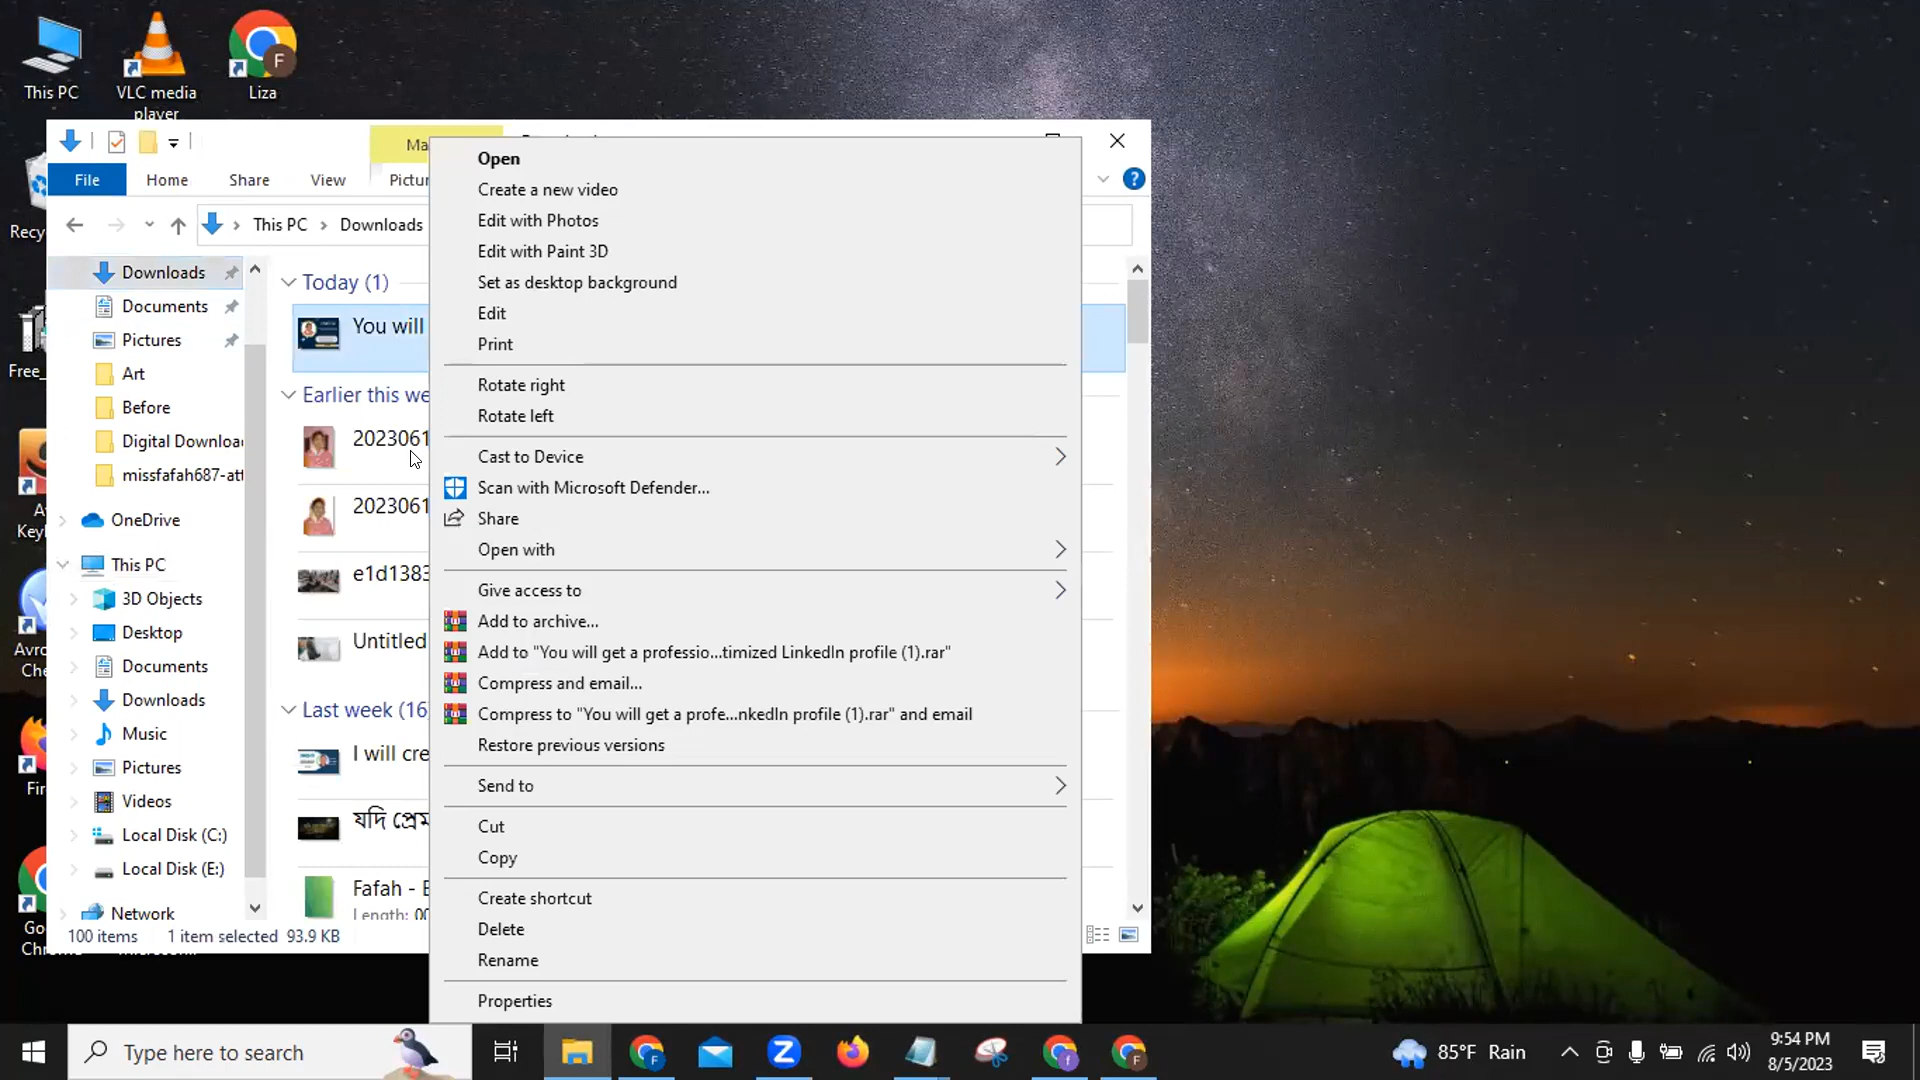 This PC
VLC media
player
Liza
F
Ma
File
Home
Share
View
Pictur
This PC
Downloads
Recy
Free_
Keyl
Avro
Che
Fir
Go
Chr
Downloads
Documents
Pictures
Art
Before
Digital Downloa
missfafah687-att
OneDrive
This PC
3D Objects
Desktop
Documents
Downloads
Music
Pictures
Videos
Local Disk (C:)
Local Disk (E:)
Network
Today (1)
You will
Earlier this we
2023061
2023061
e1d1383
Untitled
Last week (16
I will cre
যদি প্রেম
Fafah - E
Length: 00
100 items
1 item selected 93.9 KB
Open
Create a new video
Edit with Photos
Edit with Paint 3D
Set as desktop background
Edit
Print
Rotate right
Rotate left
Cast to Device
Scan with Microsoft Defender...
Share
Open with
Give access to
Add to archive...
Add to "You will get a professio...timized LinkedIn profile (1).rar"
Compress and email...
Compress to "You will get a profe...nkedIn profile (1).rar" and email
Restore previous versions
Send to
Cut
Copy
Create shortcut
Delete
Rename
Properties
Type here to search
85°F Rain
9:54 PM
8/5/2023